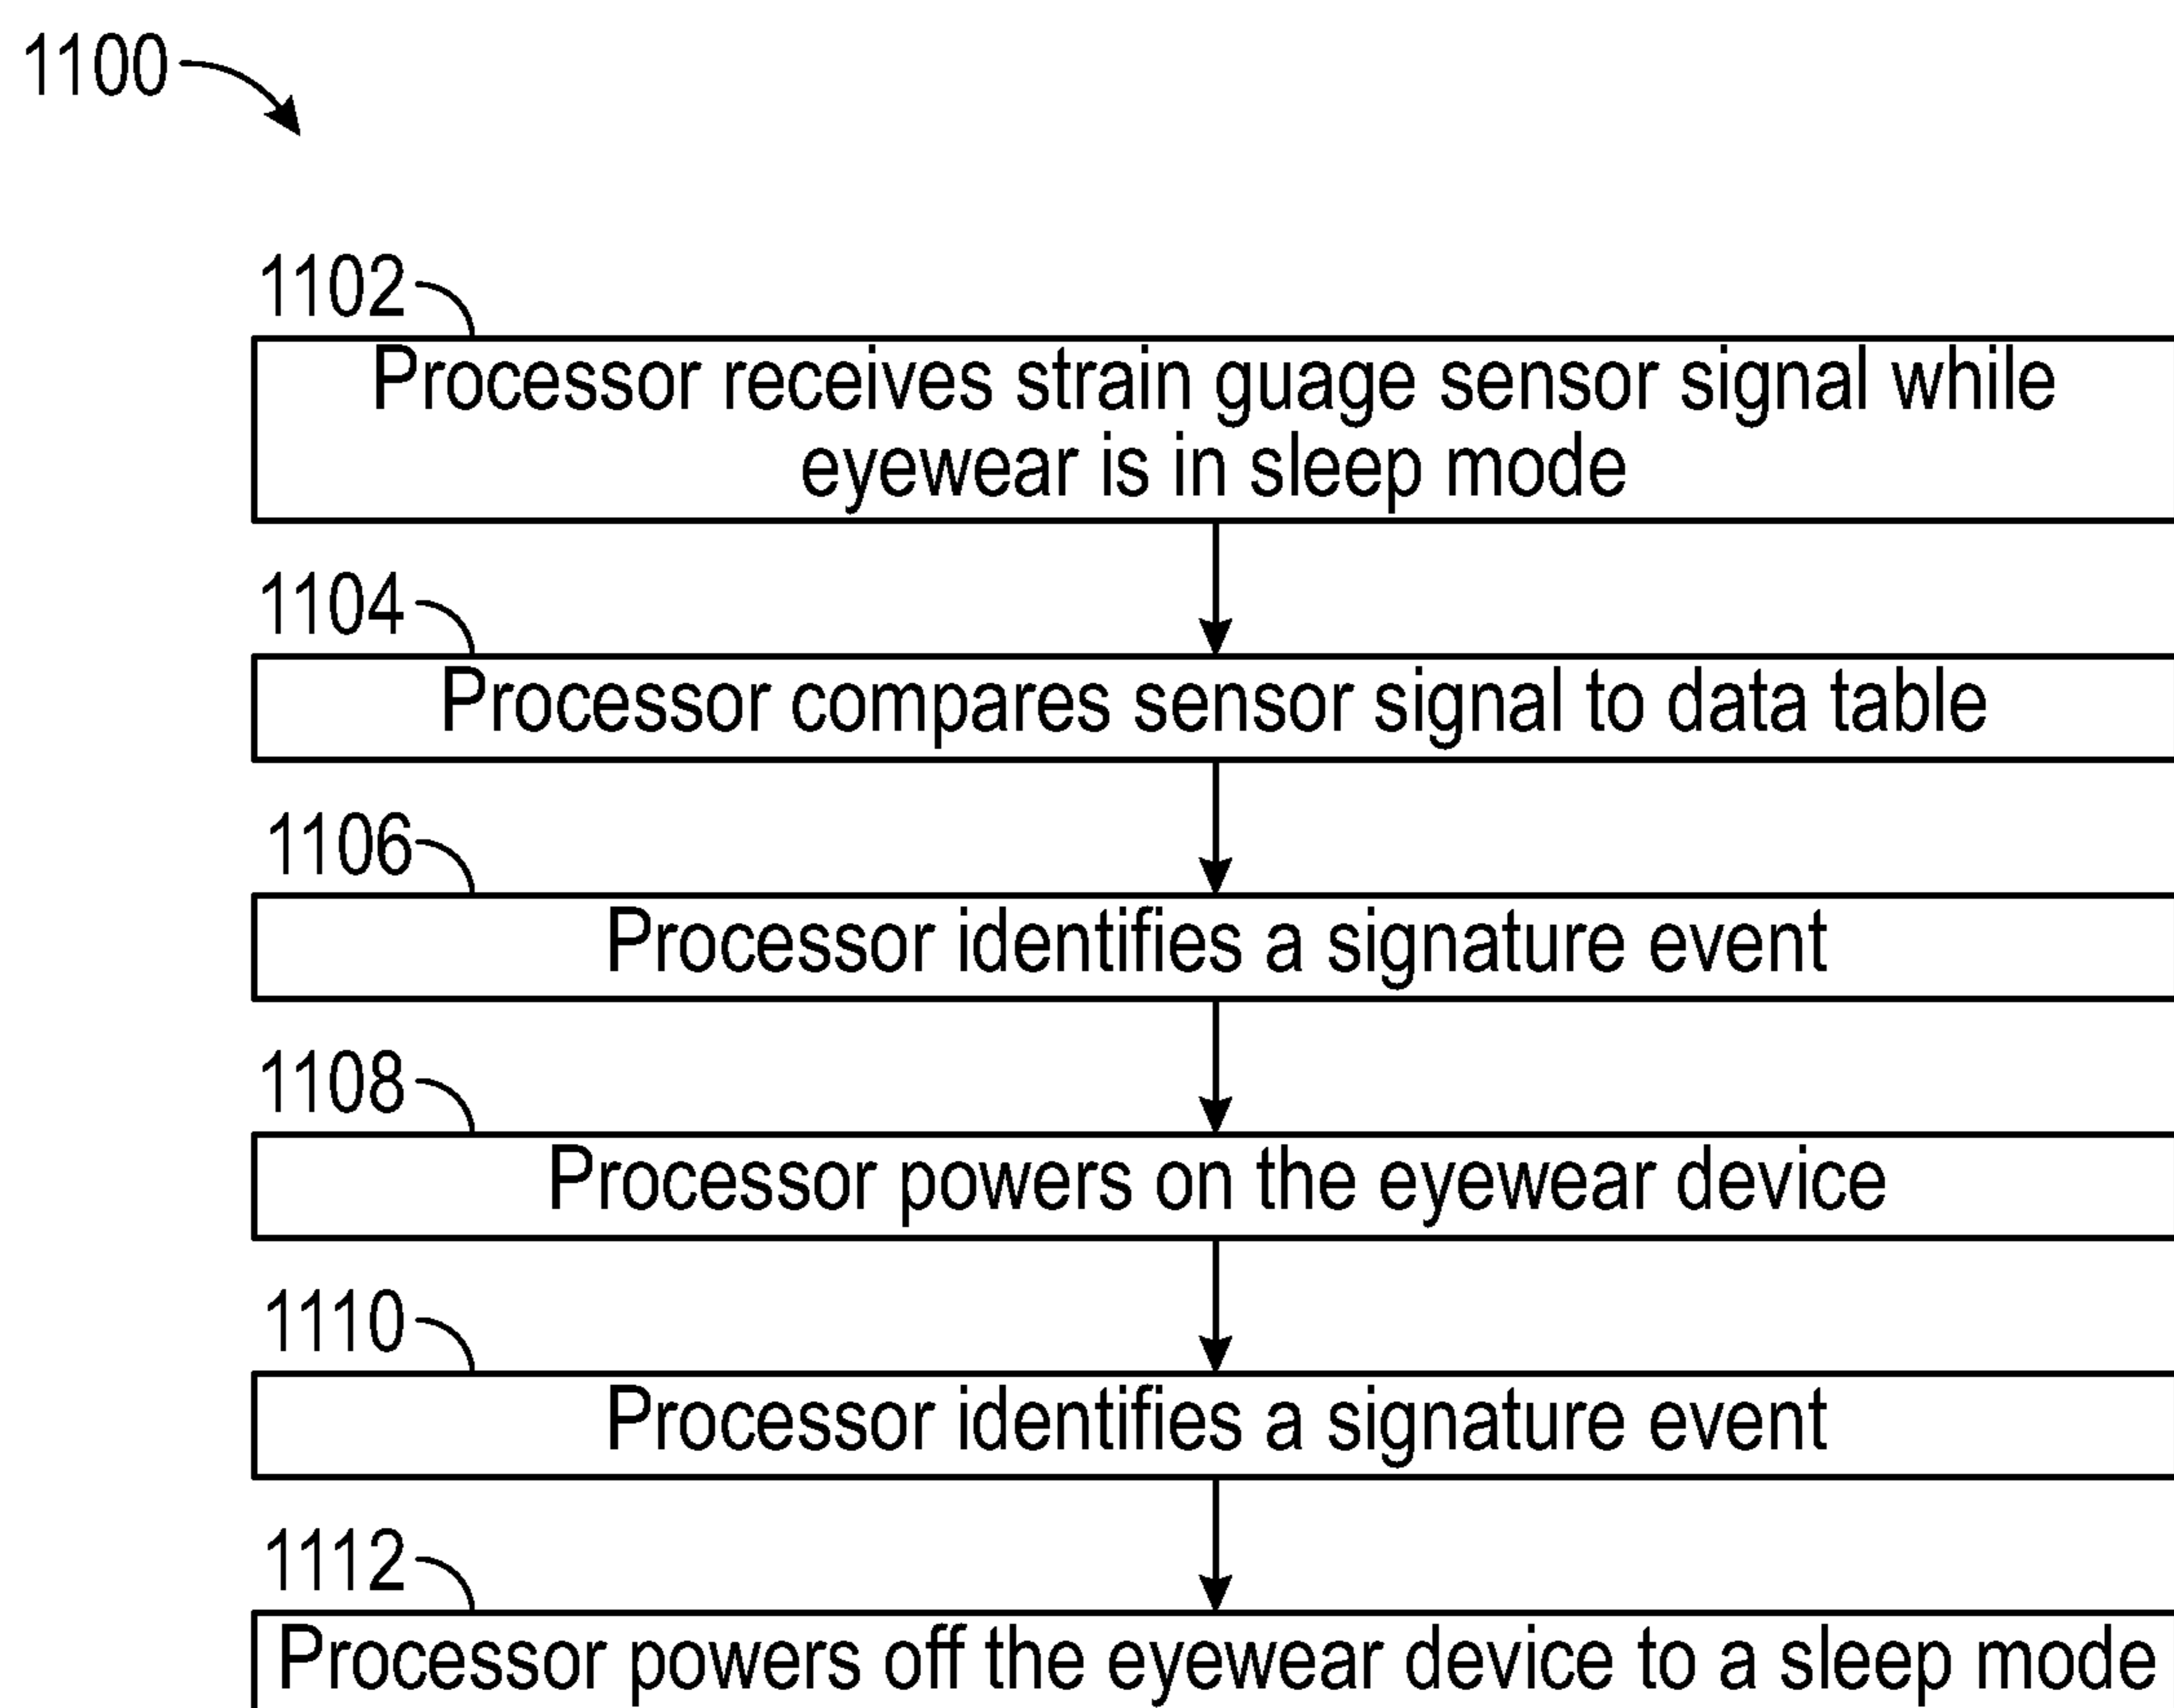 1100
1102
Processor receives strain guage sensor signal while
eyewear is in sleep mode
1104
Processor compares sensor signal to data table
1106
Processor identifies a signature event
1108
Processor powers on the eyewear device
1110
Processor identifies a signature event
1112
Processor powers off the eyewear device to a sleep mode